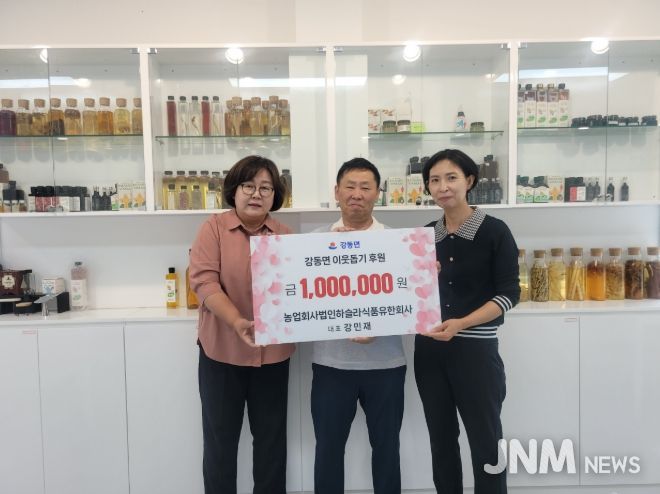 강동면
강동면 이웃돕기 후원
금 1,000,000 원
농업회사법인하슬라식품유한회사
대표 강민재
JNM NEWS